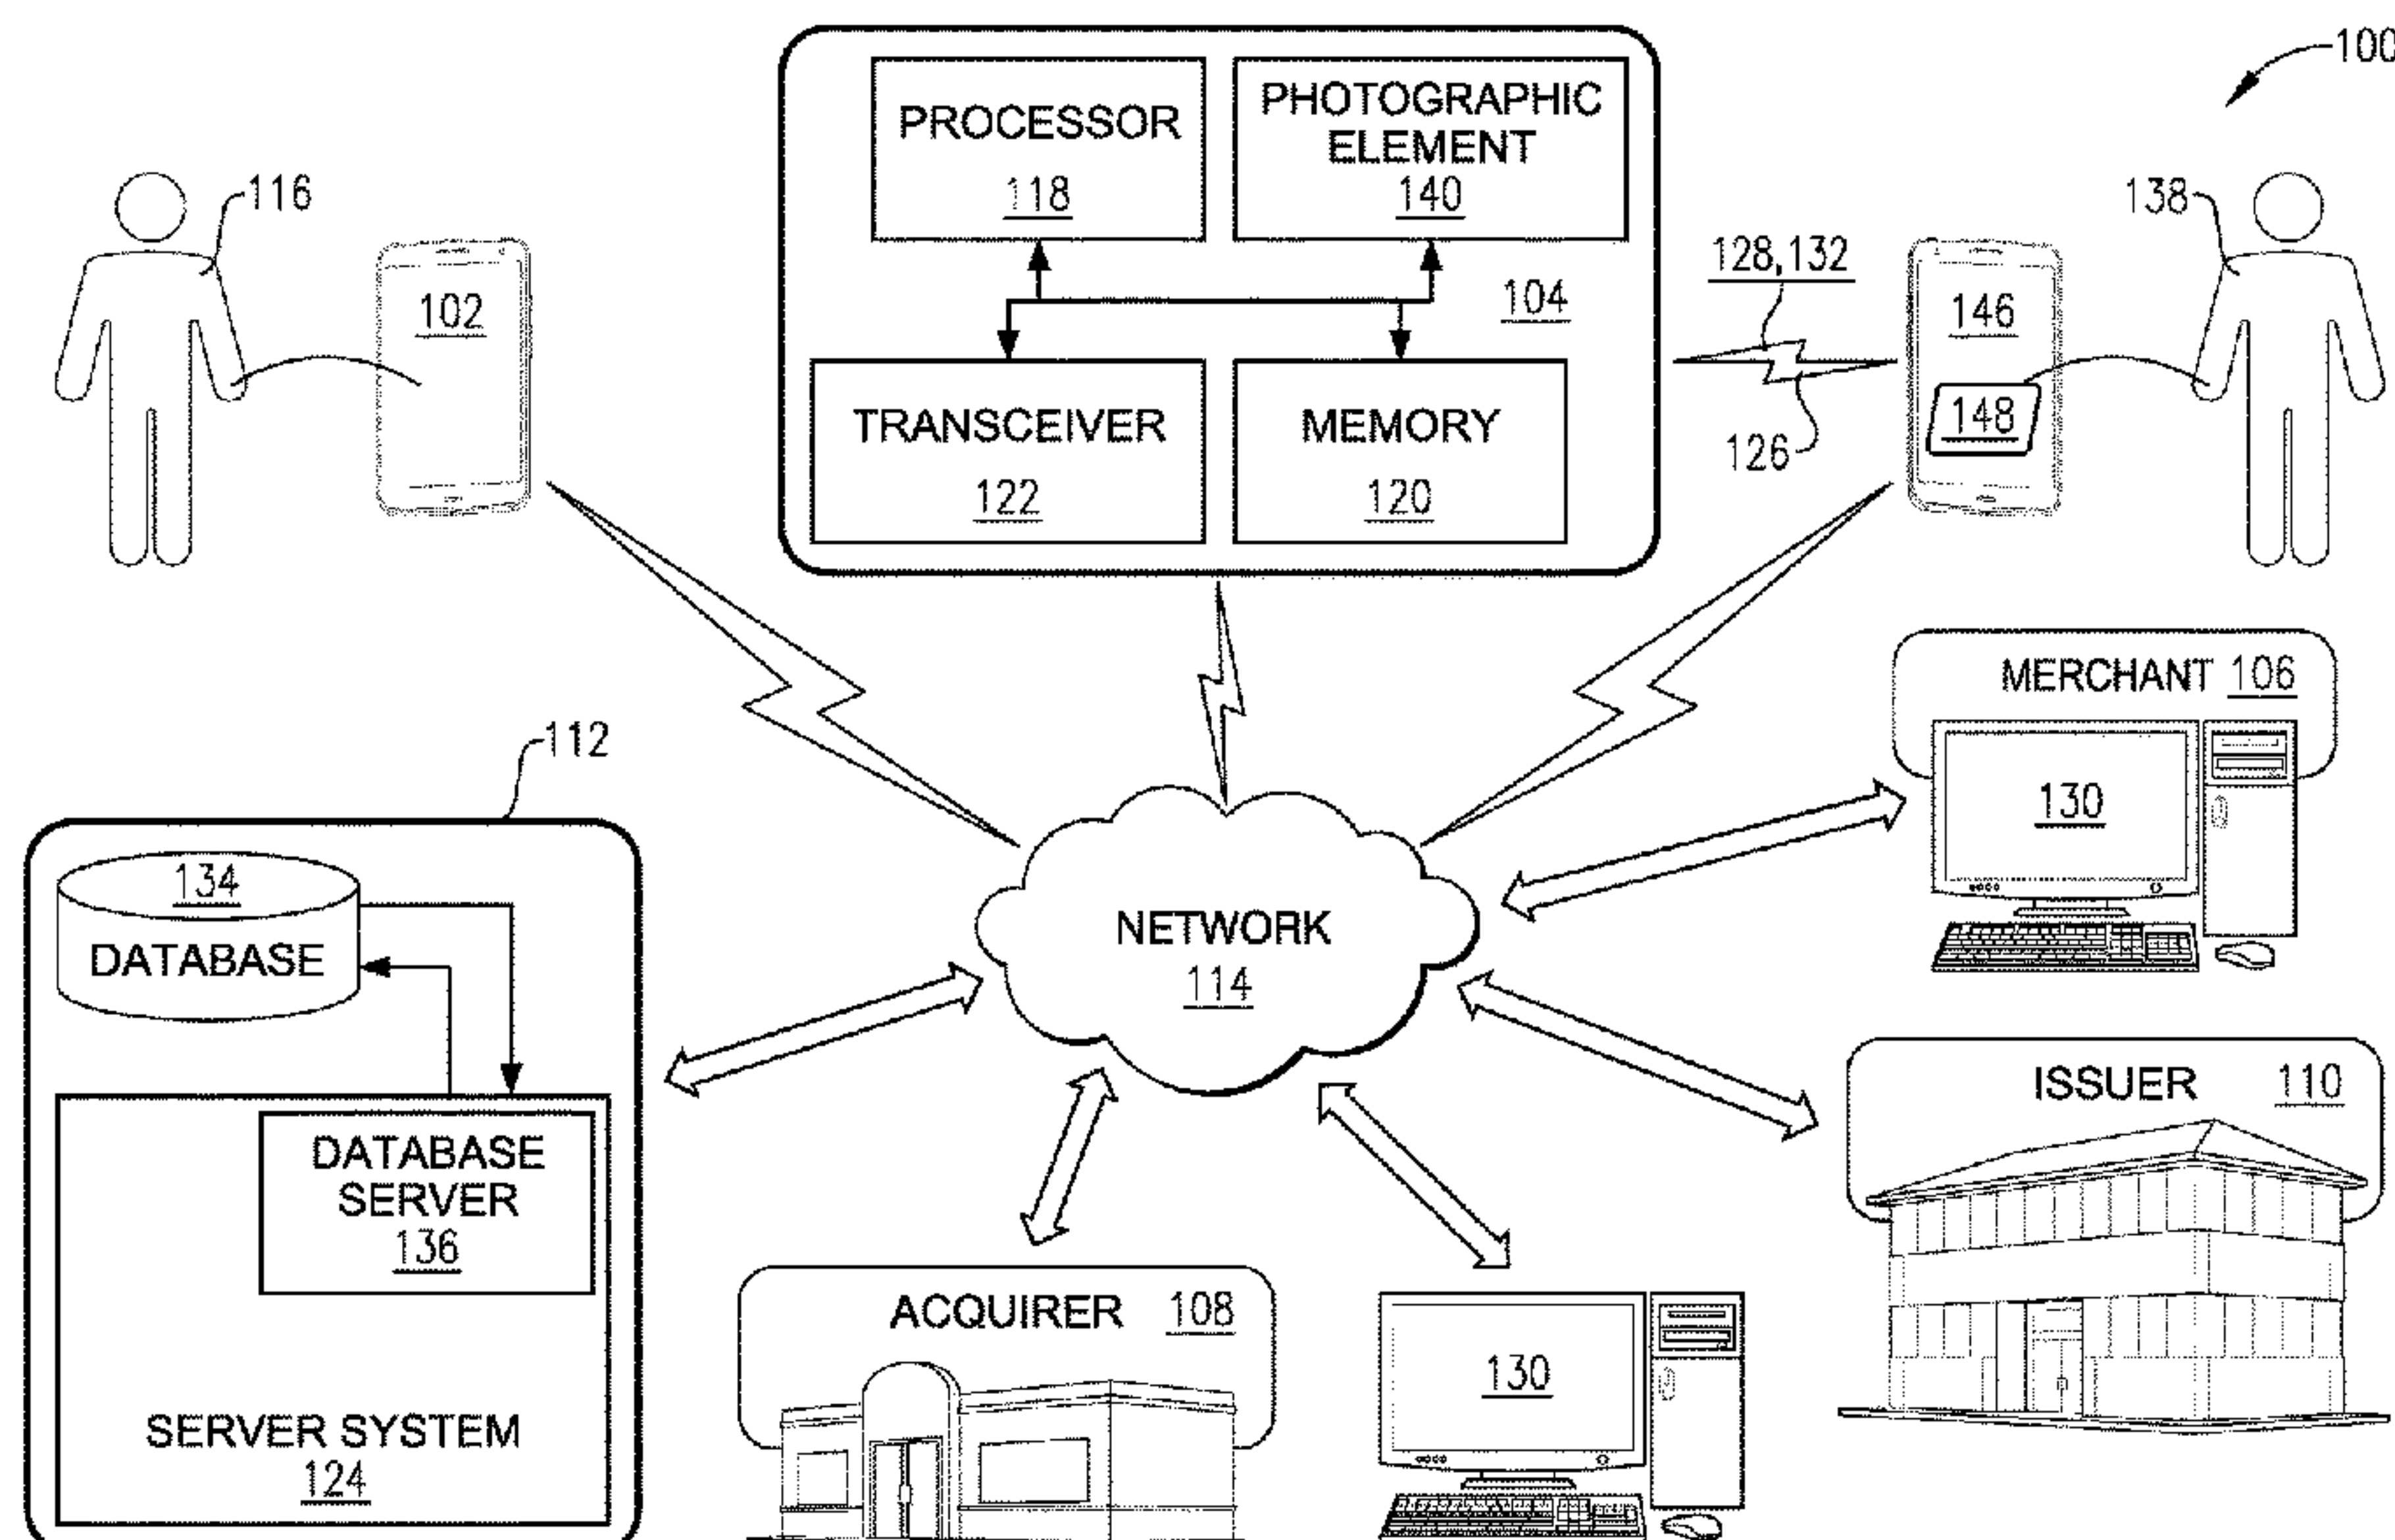 100
PROCESSOR
118
PHOTOGRAPHIC
ELEMENT
140
116
138
102
104
128,132
146
148
126
TRANSCEIVER
122
MEMORY
120
MERCHANT 106
130
112
134
DATABASE
NETWORK
114
DATABASE
SERVER
136
ISSUER 110
ACQUIRER 108
130
SERVER SYSTEM
124